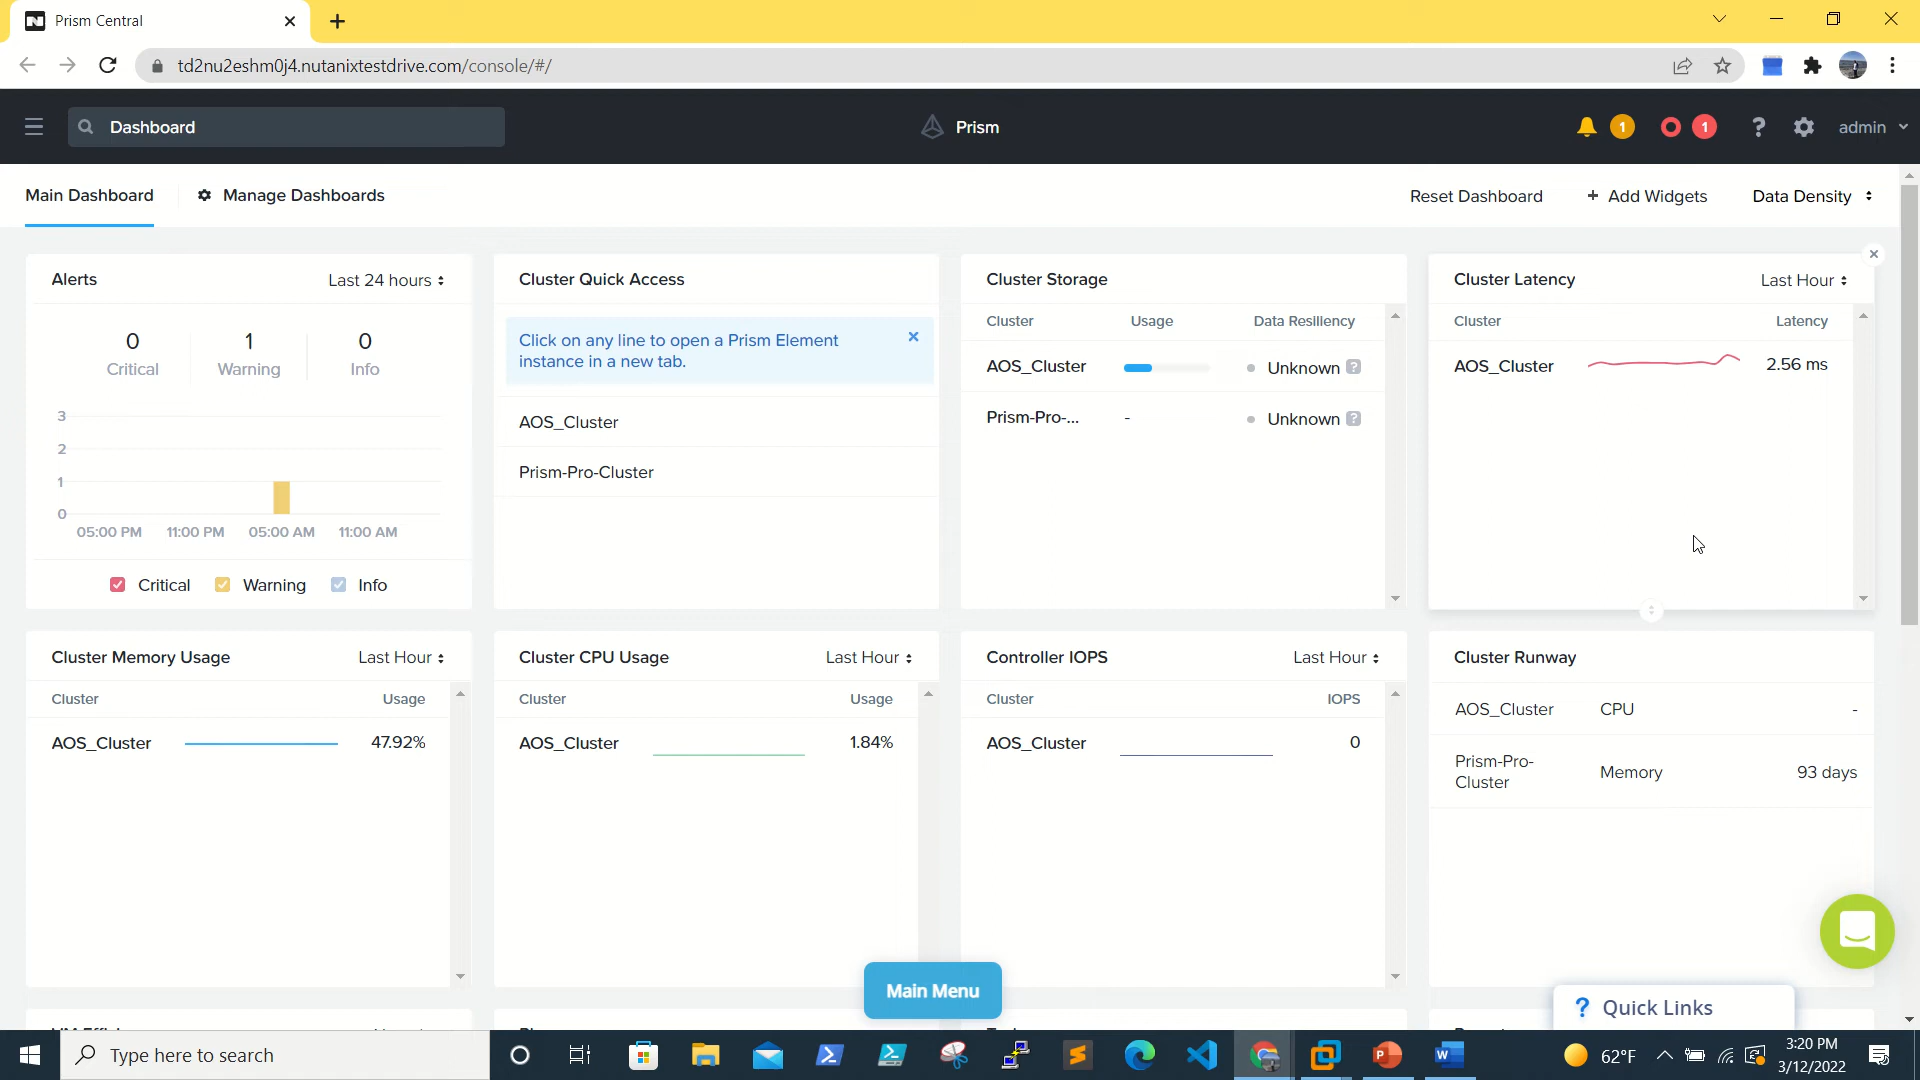 Prism Central
td2nu2eshm0j4.nutanixtestdrive.com/console/#/
Dashboard
Prism
1
1
?
admin
Main Dashboard
Manage Dashboards
Reset Dashboard
+ Add Widgets
Data Density
Alerts
Last 24 hours
0
1
0
Critical
Warning
Info
3
2
1
0
05:00 PM
11:00 PM
05:00 AM
11:00 AM
Critical
Warning
Info
Cluster Quick Access
Click on any line to open a Prism Element
instance in a new tab.
AOS_Cluster
Prism-Pro-Cluster
Cluster Storage
Cluster Usage Data Resiliency
AOS_Cluster Unknown ?
Prism-Pro-... - Unknown ?
Cluster Latency
Last Hour
Cluster Latency
AOS_Cluster 2.56 ms
Cluster Memory Usage
Last Hour
Cluster Usage
AOS_Cluster 47.92%
Cluster CPU Usage
Last Hour
Cluster Usage
AOS_Cluster 1.84%
Controller IOPS
Last Hour
Cluster IOPS
AOS_Cluster 0
Cluster Runway
AOS_Cluster CPU -
Prism-Pro-
Cluster
Memory
93 days
Main Menu
? Quick Links
Type here to search
62°F
3:20 PM
3/12/2022